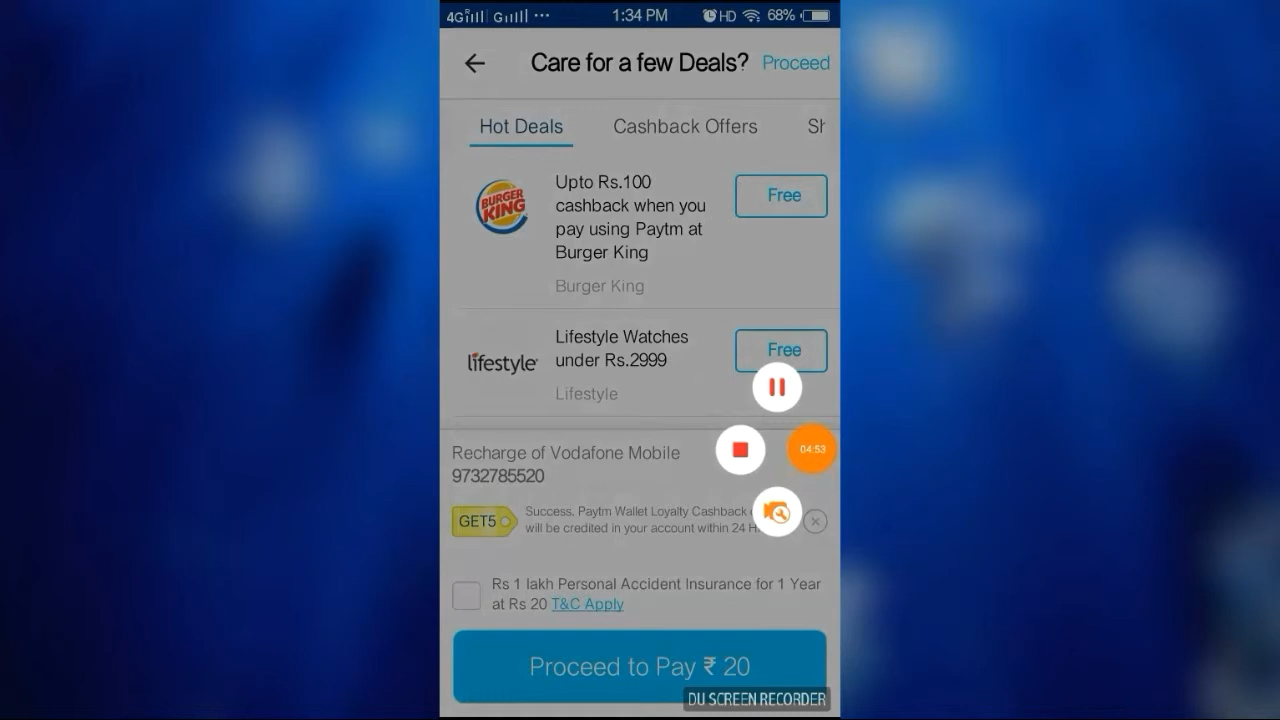 4G G 1:34 PM HD 68%
Care for a few Deals? Proceed
Hot Deals Cashback Offers
Upto Rs.100
cashback when you
pay using Paytm at
Burger King
Burger King
Free
BURGER
KING
Lifestyle Watches
under Rs.2999
Lifestyle
Free
lifestyle
Recharge of Vodafone Mobile
9732785520
04:53
GET5
Success. Paytm Wallet Loyalty Cashback
will be credited in your account within 24 H
Rs 1 lakh Personal Accident Insurance for 1 Year
at Rs 20 T&C Apply
Proceed to Pay ₹ 20
DU SCREEN RECORDER